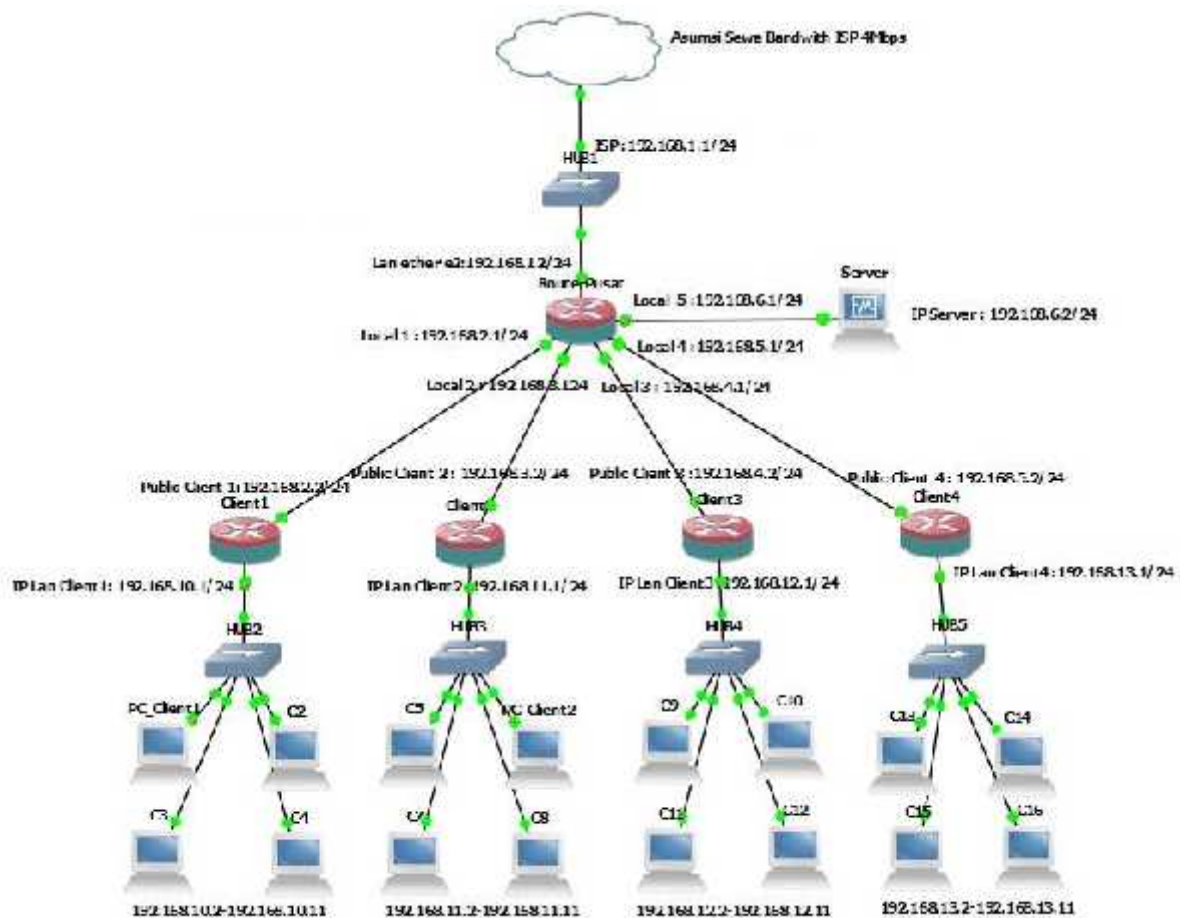 Asumsi Sewa Bandwith ISP 4Mbps
ISP : 192.168.1.1/ 24
HUB1
Lan ether e2: 192.168.1.2/ 24
Server
Local 5 : 192.168.6.1/ 24
IP Server : 192.168.6.2/ 24
Local 1 : 192.168.2.1/ 24
Local 4 : 192.168.5.1/ 24
Local 2 :
Local 3 : 192.168.4.1/ 24
Public Client 1: 192.168.2.2/ 24
Public Client 2 : 192.168.3.2/ 24
Public Client 3 : 192.168.4.2/ 24
Public Client 4 : 192.168.5.2/ 24
Client1
Client
Client3
Client4
IP Lan Client1: 192.168.10.1/ 24
IP Lan Client2: 192.168.11.1/ 24
IP Lan Client3: 192.168.12.1/ 24
IP Lan Client4 : 192.168.13.1/ 24
HUB2
HUB3
HUB4
HUB5
PC_Client1
C2
C5
PC_Client2
C9
C10
C13
C14
C3
C4
C7
C8
C11
C12
C15
C16
192.168.10.2-192.168.10.11
192.168.11.2-192.168.11.11
192.168.12.2-192.168.12.11
192.168.13.2-192.168.13.11